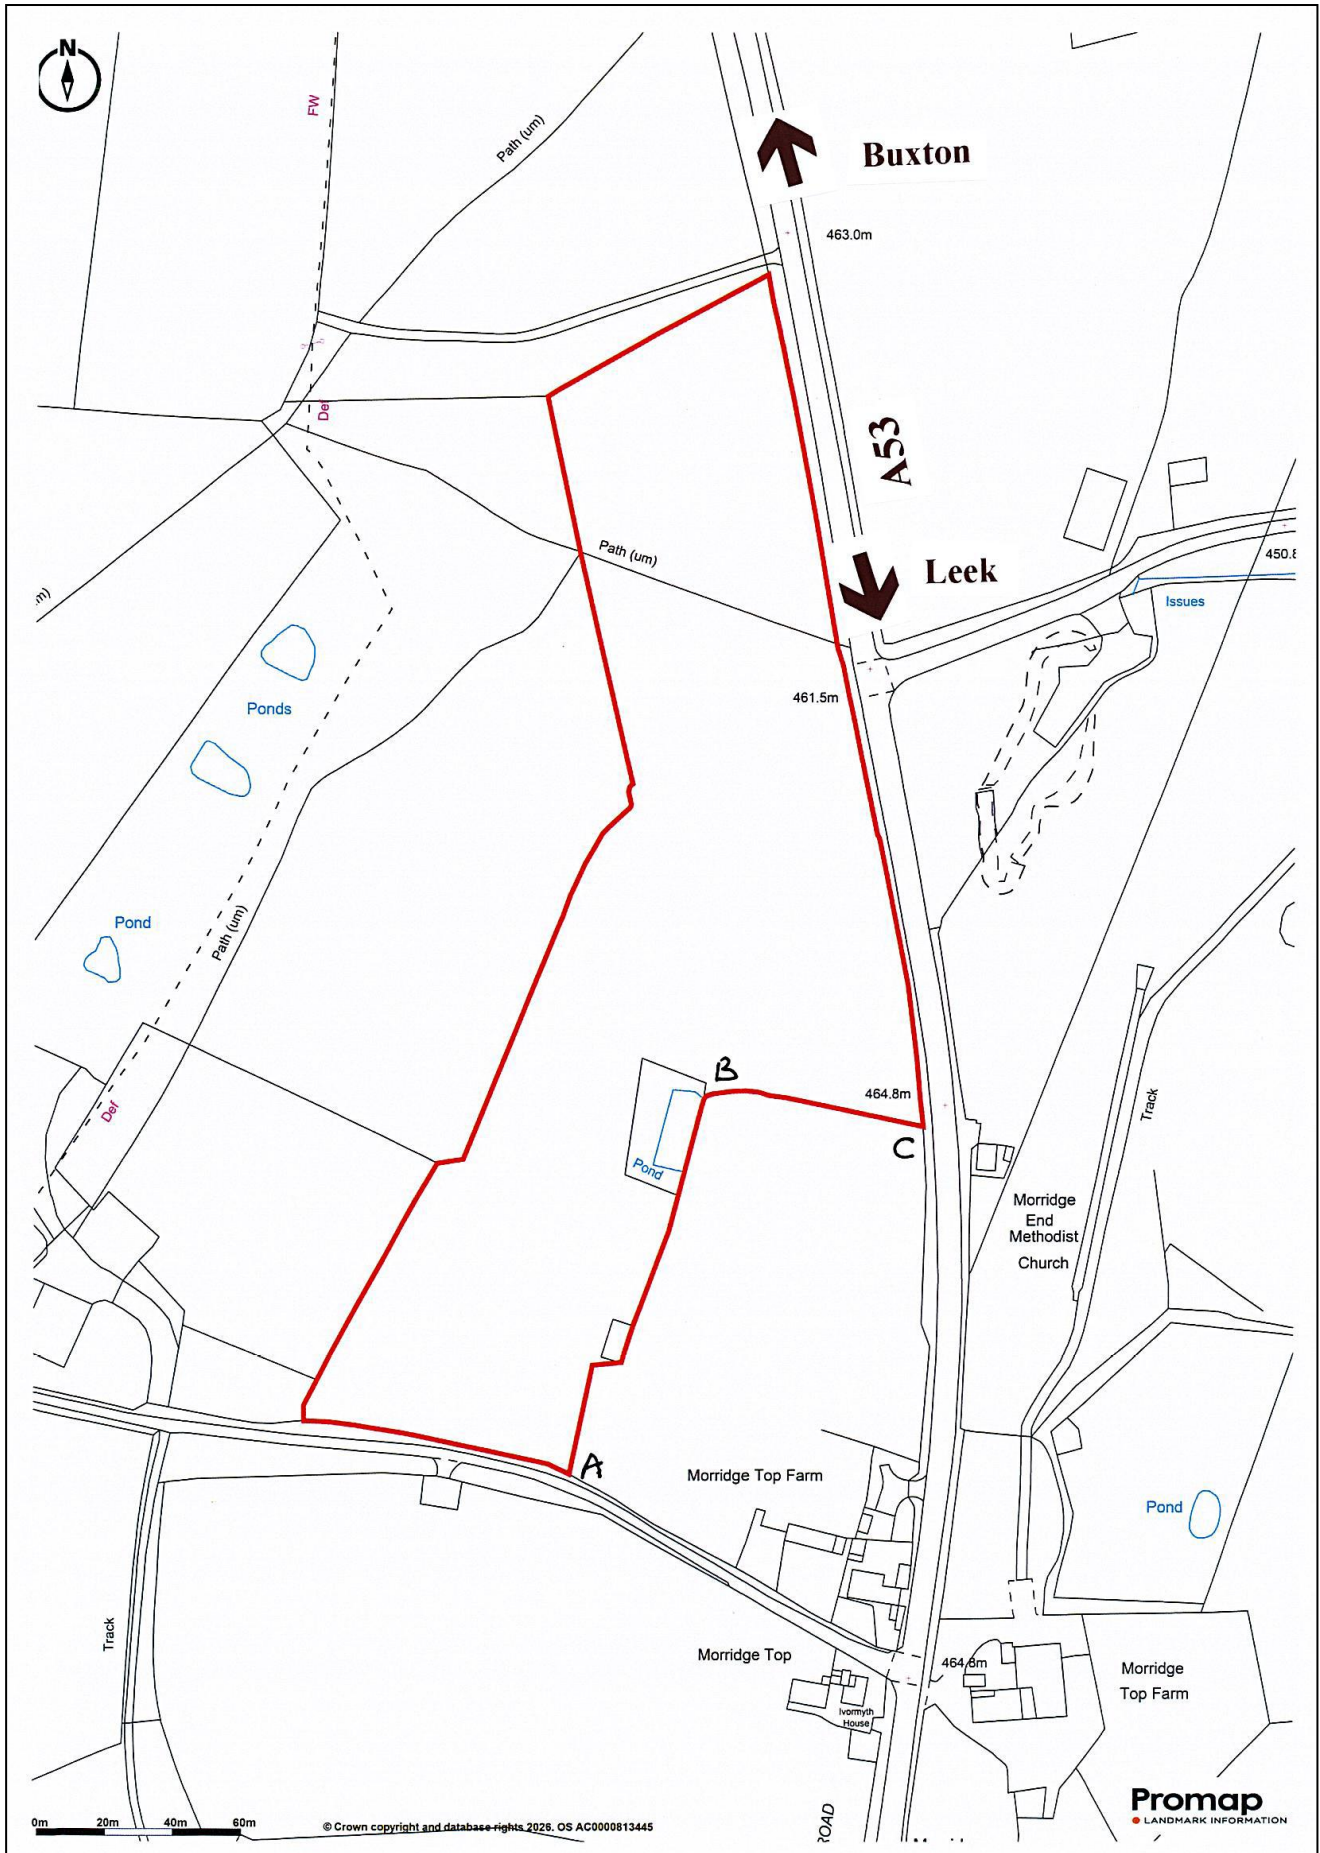 N
FW
Path (um)
Buxton
463.0m
Def
A53
Path (um)
Leek
450.8
Issues
m)
461.5m
Ponds
Pond
Path (um)
B
464.8m
C
Def
Pond
Track
Morridge
End
Methodist
Church
A
Morridge Top Farm
Pond
Track
Morridge Top
464.8m
Morridge
Top Farm
Ivormyth
House
ROAD
Promap
LANDMARK INFORMATION
0m 20m 40m 60m
© Crown copyright and database rights 2026. OS AC0000813445